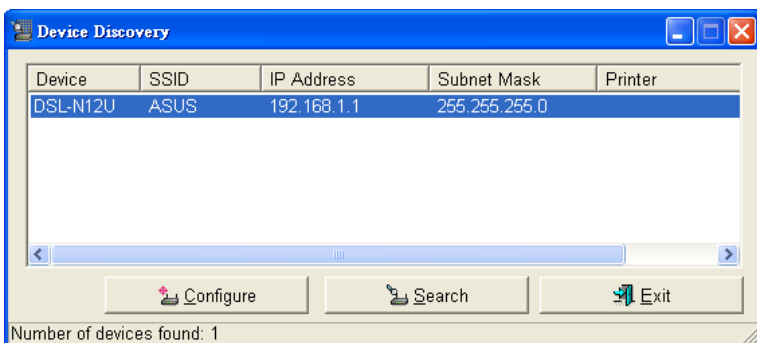 Device Discovery
Device SSID IP Address Subnet Mask Printer
DSL-N12U ASUS 192.168.1.1 255.255.255.0
Configure Search Exit
Number of devices found: 1